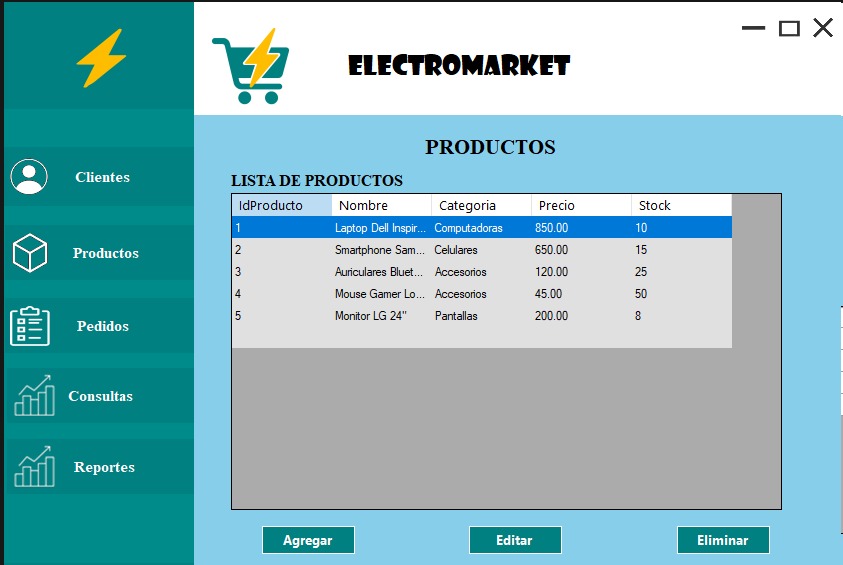 ELECTROMARKET
Clientes
Productos
Pedidos
Consultas
Reportes
PRODUCTOS
LISTA DE PRODUCTOS
IdProducto Nombre Categoria Precio Stock
1 Laptop Dell Inspir... Computadoras 850.00 10
2 Smartphone Sam... Celulares 650.00 15
3 Auriculares Bluet... Accesorios 120.00 25
4 Mouse Gamer Lo... Accesorios 45.00 50
5 Monitor LG 24" Pantallas 200.00 8
Agregar Editar Eliminar